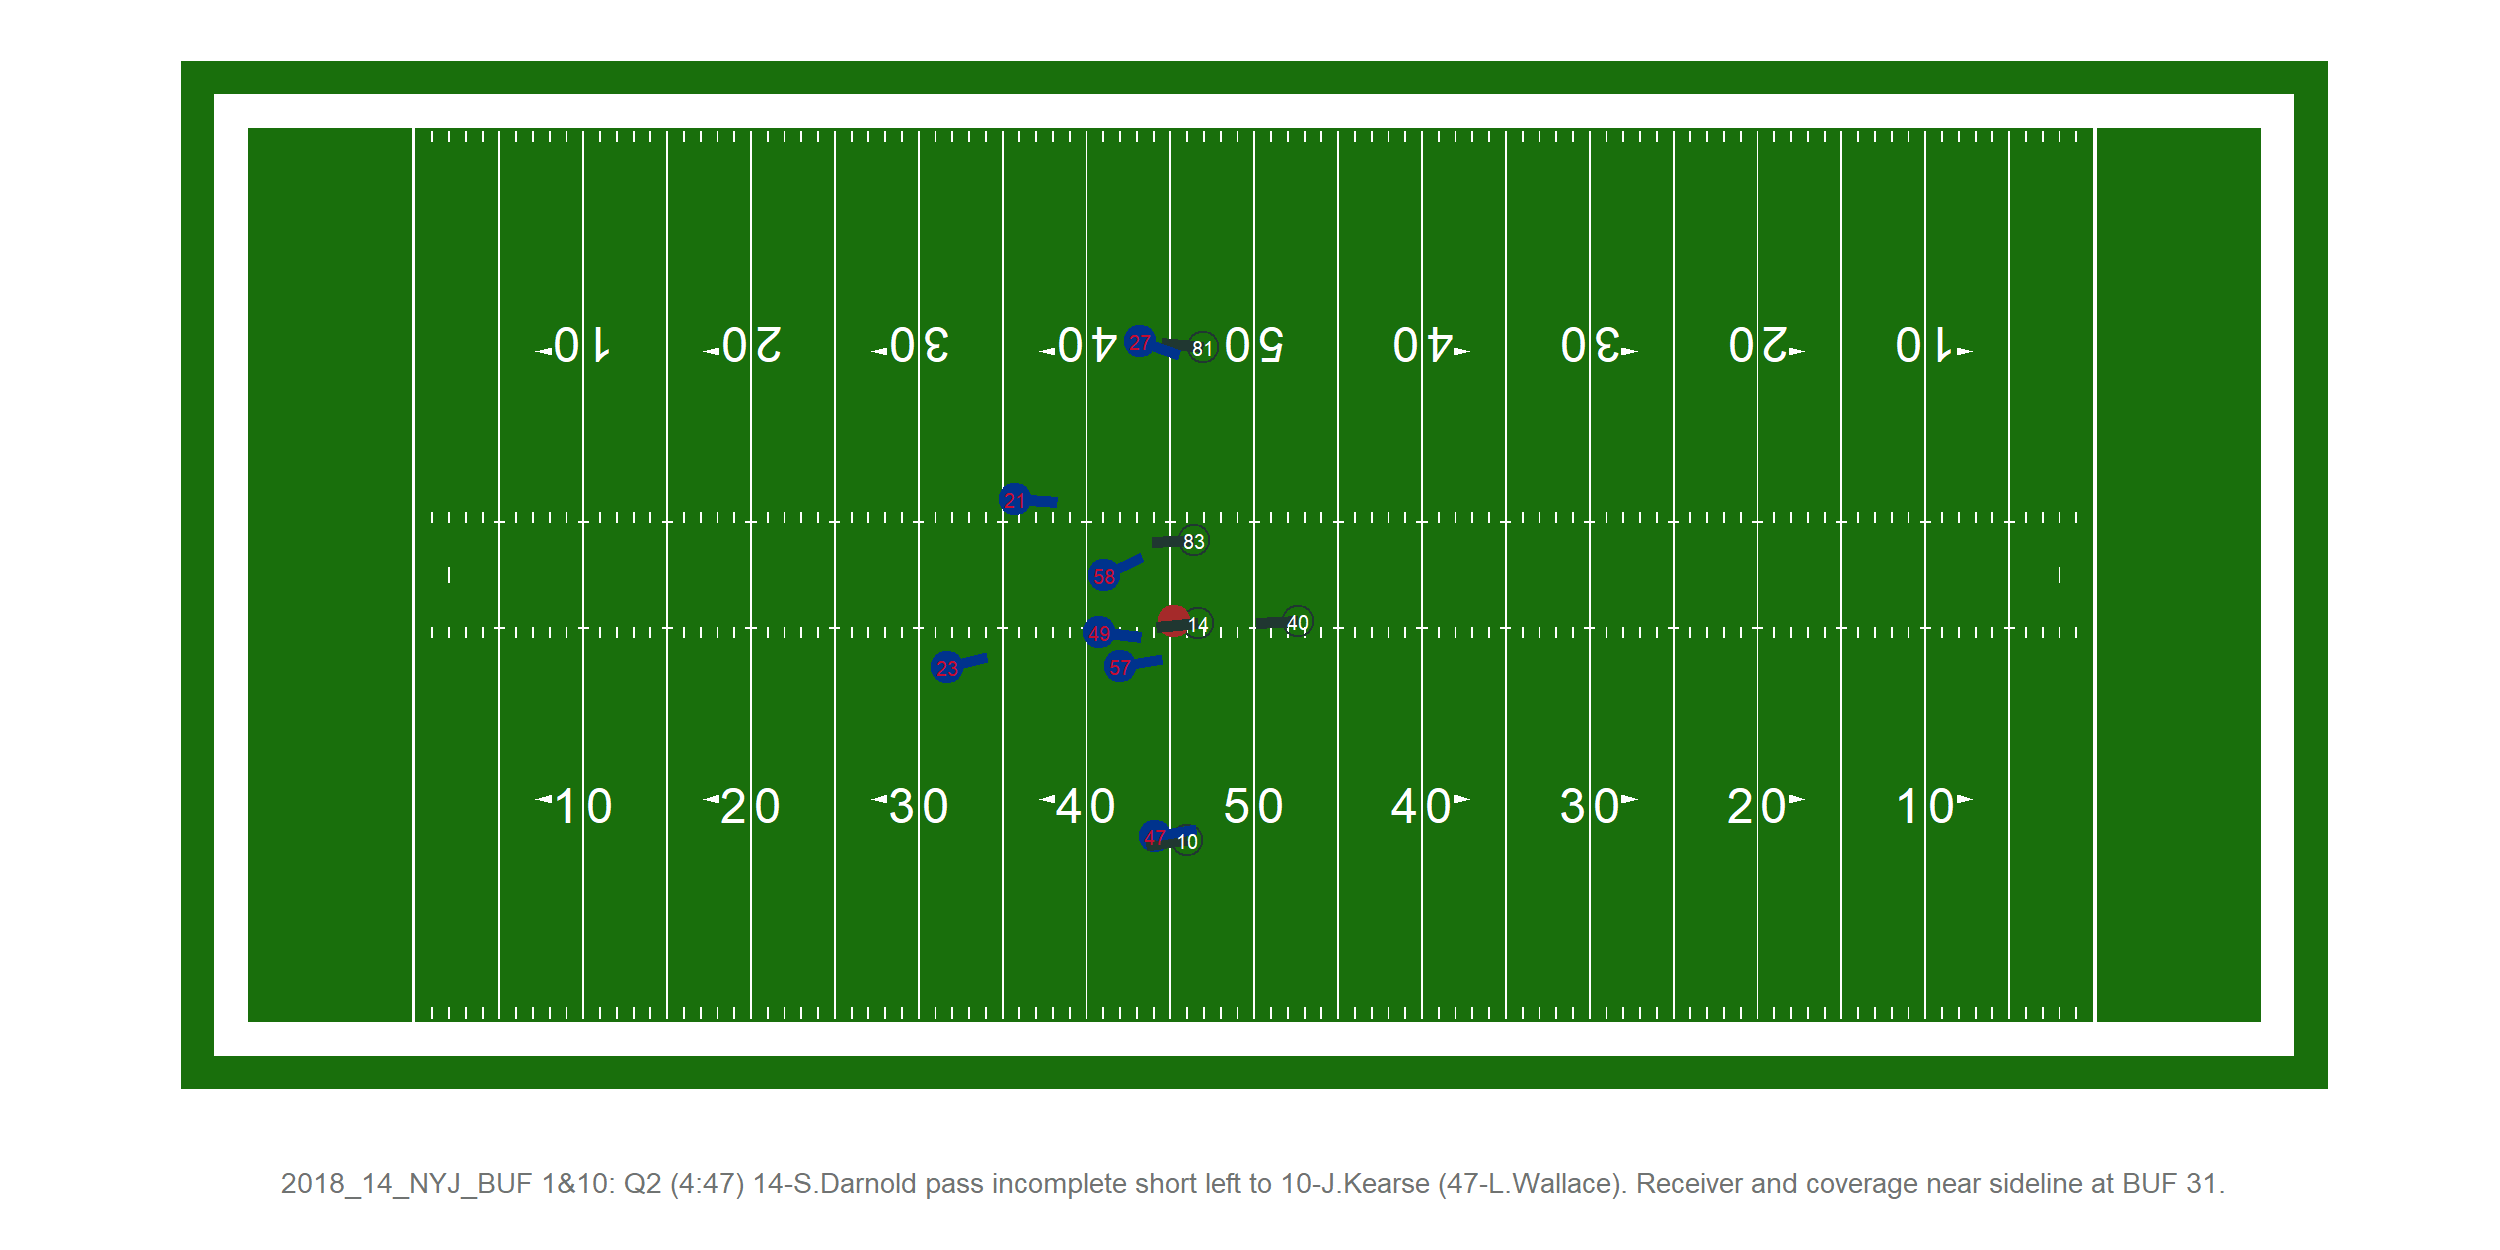 10 20 30 40 50 40 30 20 10
27 81
21
83
58
14 40
49
23 57
10 20 30 40 50 40 30 20 10
47 10
2018_14_NYJ_BUF 1&10: Q2 (4:47) 14-S.Darnold pass incomplete short left to 10-J.Kearse (47-L.Wallace). Receiver and coverage near sideline at BUF 31.